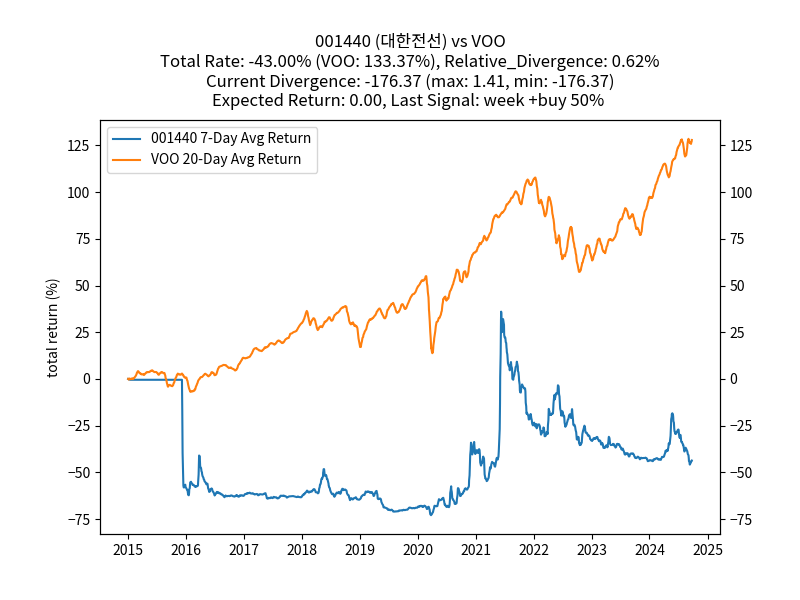 001440 (대한전선) vs VOO
Total Rate: -43.00% (VOO: 133.37%), Relative_Divergence: 0.62%
Current Divergence: -176.37 (max: 1.41, min: -176.37)
Expected Return: 0.00, Last Signal: week +buy 50%
001440 7-Day Avg Return
VOO 20-Day Avg Return
total return (%)
125
100
75
50
25
0
−25
−50
−75
125
100
75
50
25
0
−25
−50
−75
2015 2016 2017 2018 2019 2020 2021 2022 2023 2024 2025